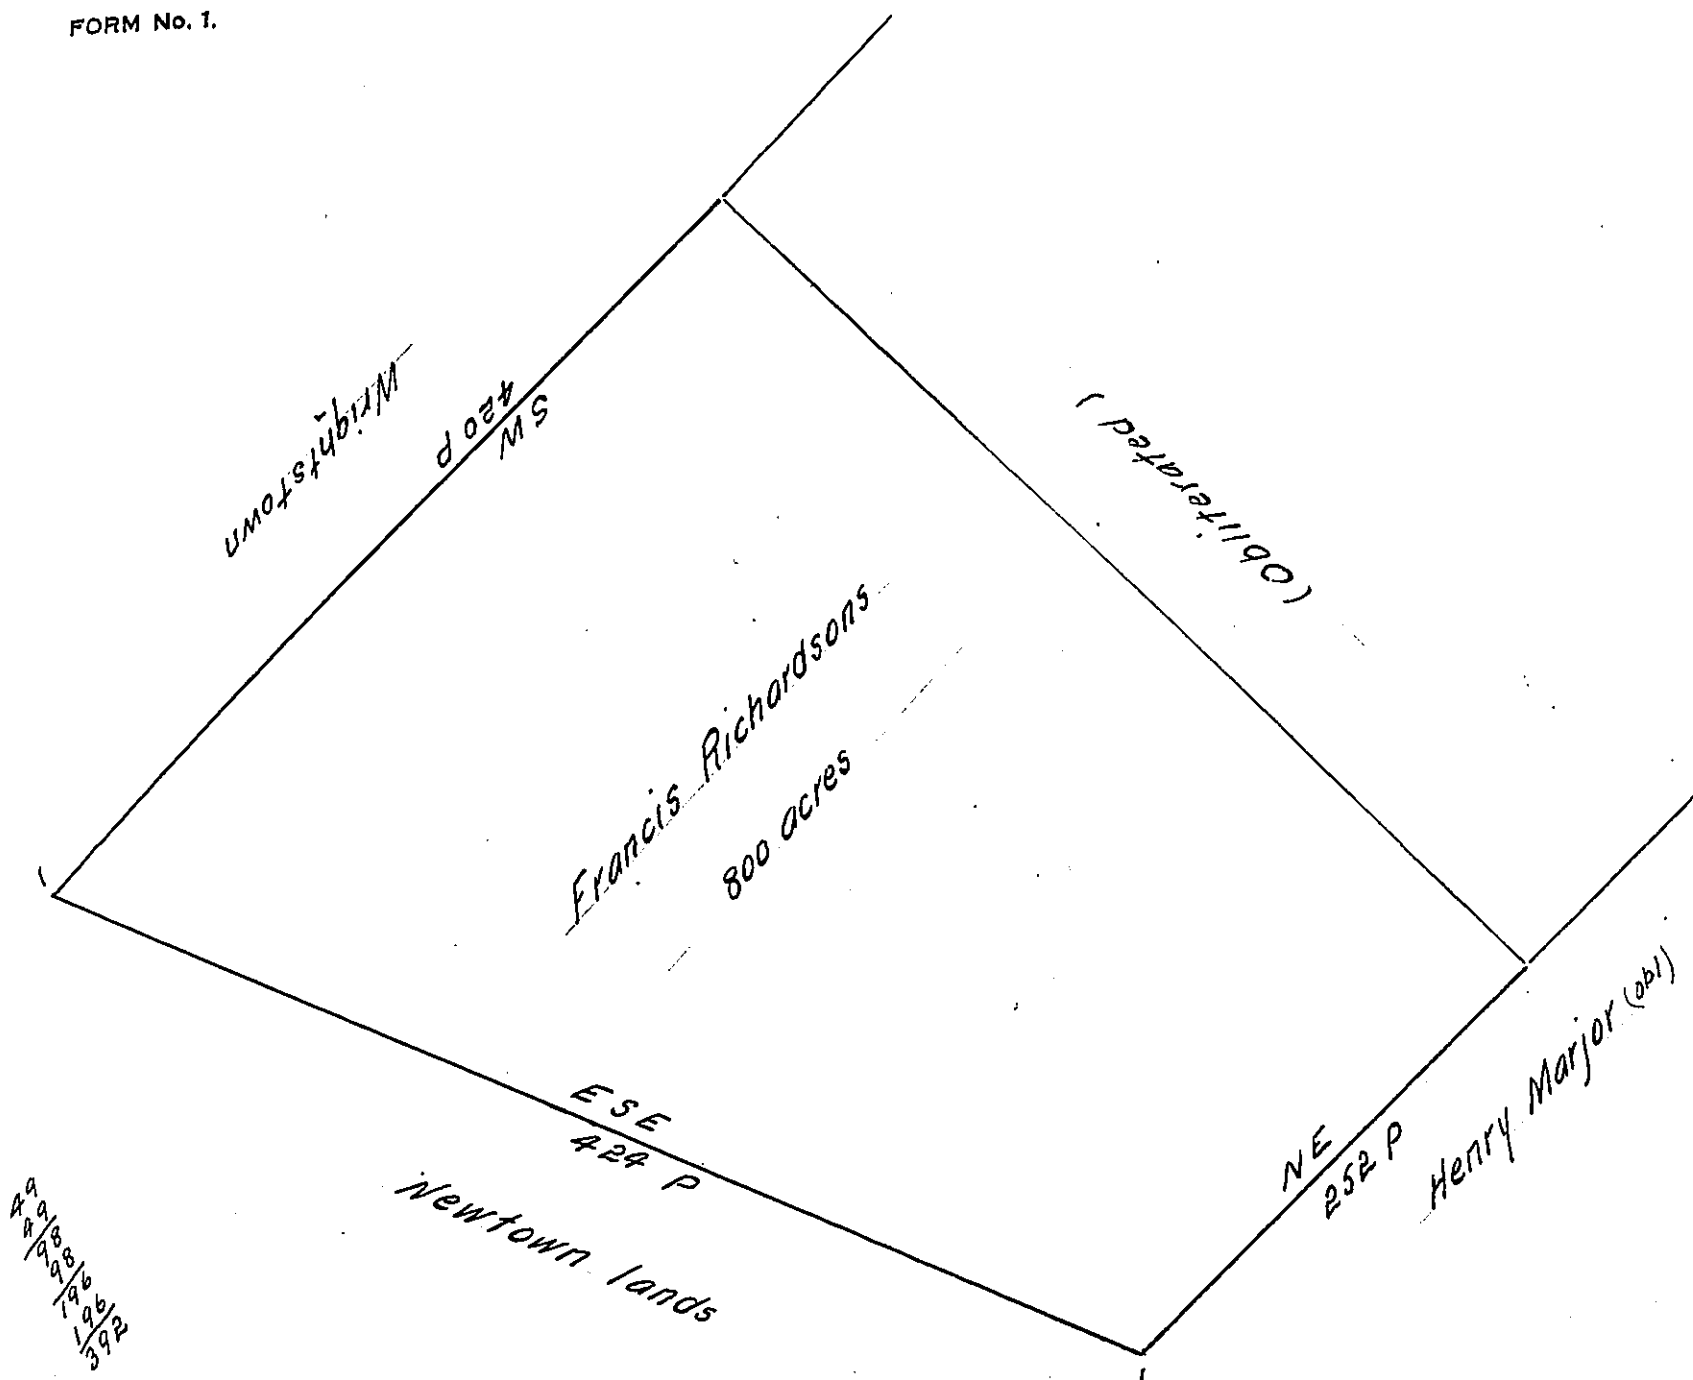 FORM No. 1.
Wrightstown
420 P
SW
(Obliterated)
Francis Richardsons
800 acres
ESE
424 P
Newtown lands
NE
252 P
Henry Marjor (obl)
49
49
98
98
196
196
392